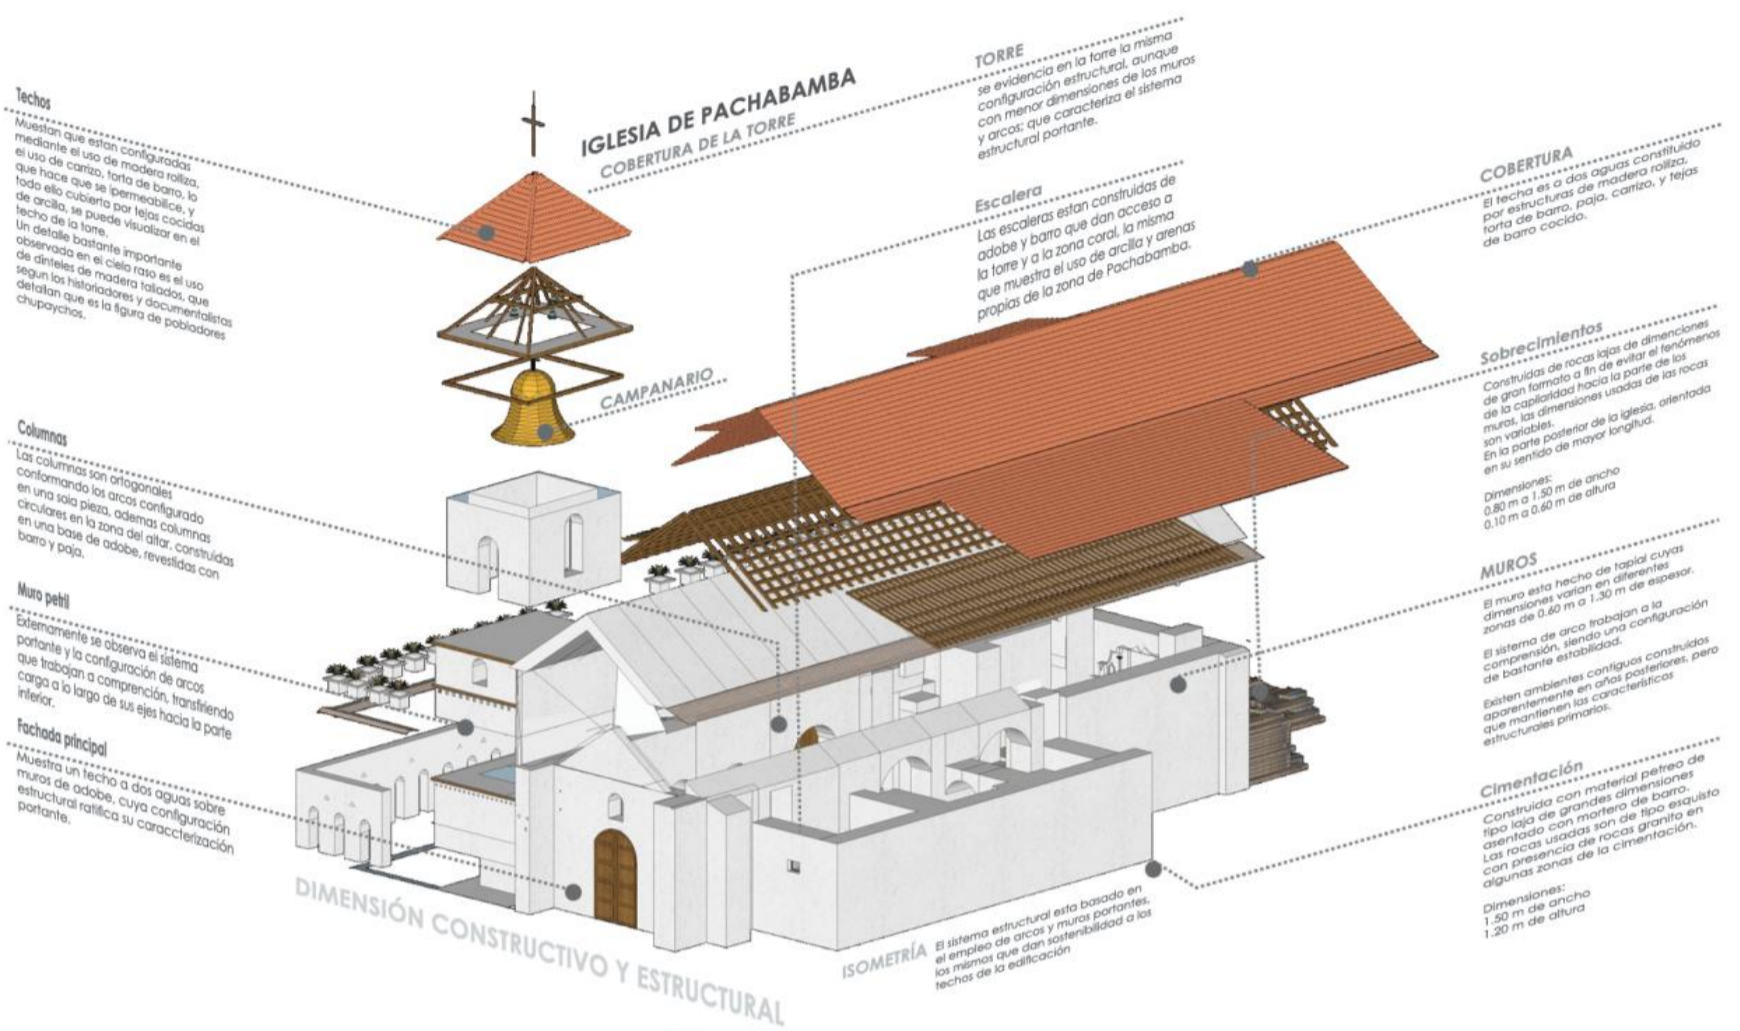 IGLESIA DE PACHABAMBA
COBERTURA DE LA TORRE
Techos
Muestan que estan configuradas
mediante el uso de madera rolliza,
el uso de carrizo, torta de barro, lo
que hace que se ipermeabilice, y
todo ello cubierta por tejas cocidas
de arcilla, se puede visualizar en el
techo de la torre.
Un detalle bastante importante
observada en el cielo raso es el uso
de dinteles de madera tallados, que
segun los historiadores y documentalistas
detallan que es la figura de pobladores
chupaychos.
CAMPANARIO
Columnas
Las columnas son ortogonales
conformando los arcos configurado
en una sola pieza, ademas columnas
circulares en la zona del altar, construidas
en una base de adobe, revestidas con
barro y paja.
Muro petril
Externamente se observa el sistema
portante y la configuración de arcos
que trabajan a comprención, transfiriendo
carga a lo largo de sus ejes hacia la parte
inferior.
Fachada principal
Muestra un techo a dos aguas sobre
muros de adobe, cuya configuración
estructural ratifica su caraccterización
portante.
TORRE
se evidencia en la torre la misma
configuración estructural, aunque
con menor dimensiones de los muros
y arcos; que caracteriza el sistema
estructural portante.
Escalera
Las escaleras estan construidas de
adobe y barro que dan acceso a
la torre y a la zona coral, la misma
que muestra el uso de arcilla y arenas
propias de la zona de Pachabamba.
COBERTURA
El techa es a dos aguas constituido
por estructuras de madera rolliza,
torta de barro, paja, carrizo, y tejas
de barro cocido.
Sobrecimientos
Construidas de rocas lajas de dimenciones
de gran formato a fin de evitar el fenómenos
de la capilaridad hacia la parte de los
muros, las dimensiones usadas de las rocas
son variables.
En la parte posterior de la iglesia, orientada
en su sentido de mayor longitud.
Dimensiones:
0.80 m a 1.50 m de ancho
0.10 m a 0.60 m de altura
MUROS
El muro esta hecho de tapial cuyas
dimensiones varian en diferentes
zonas de 0.60 m a 1.30 m de espesor.
El sistema de arco trabajan a la
comprensión, siendo una configuración
de bastante estabilidad.
Existen ambientes contiguos construidos
aparentemente en años posteriores, pero
que mantienen las característicos
estructurales primarios.
Cimentación
Construida con material petreo de
tipo laja de grandes dimensiones
asentado con mortero de barro.
Las rocas usadas son de tipo esquisto
con presencia de rocas granito en
algunas zonas de la cimentación.
Dimensiones:
1.50 m de ancho
1.20 m de altura
ISOMETRÍA
El sistema estructural esta basado en
el empleo de arcos y muros portantes,
los mismos que dan sostenibilidad a los
techos de la edificación
DIMENSIÓN CONSTRUCTIVO Y ESTRUCTURAL